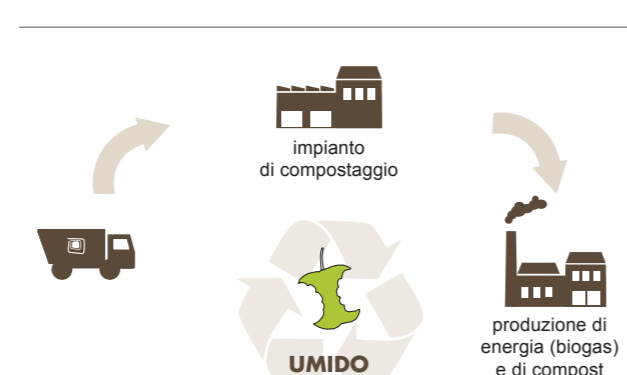 impianto
di compostaggio
UMIDO
produzione di
energia (biogas)
e di compost